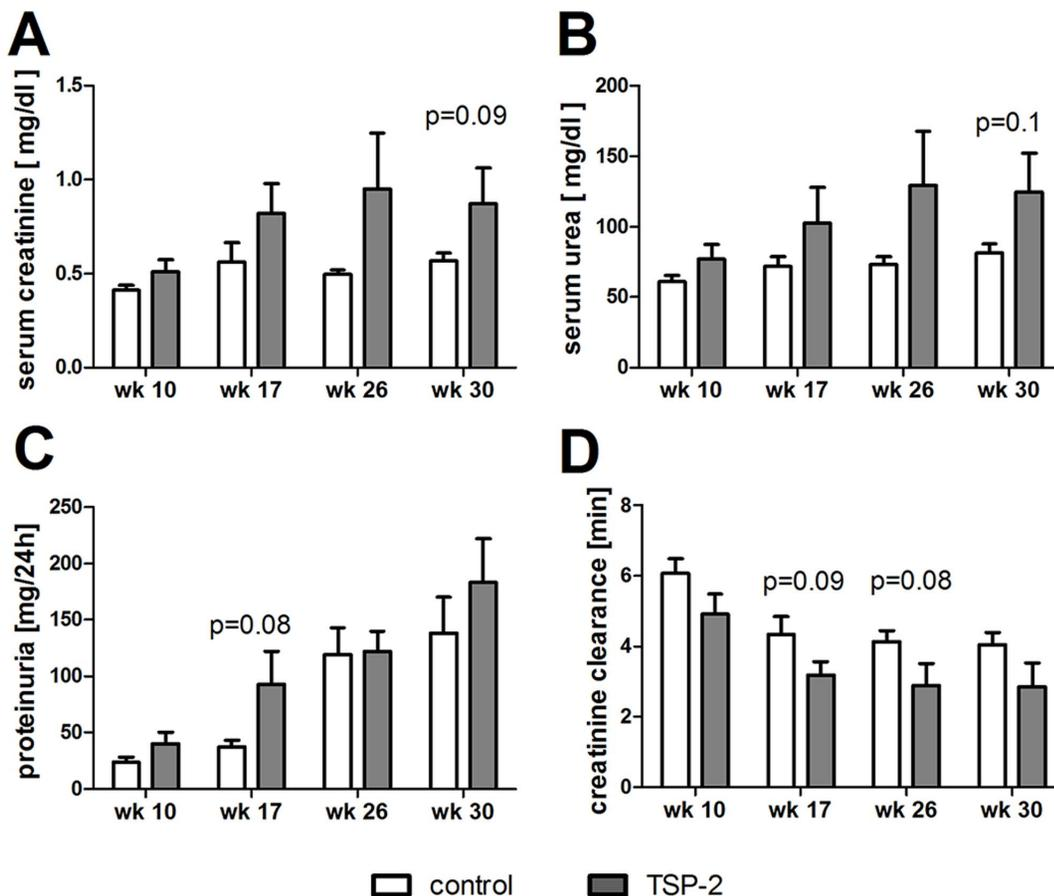 A
serum creatinine [ mg/dl ]
1.5
1.0
0.5
0.0
p=0.09
wk 10 wk 17 wk 26 wk 30
B
serum urea [ mg/dl ]
200
150
100
50
0
p=0.1
wk 10 wk 17 wk 26 wk 30
C
proteinuria [mg/24h]
250
200
150
100
50
0
p=0.08
wk 10 wk 17 wk 26 wk 30
D
creatinine clearance [min]
8
6
4
2
0
p=0.09 p=0.08
wk 10 wk 17 wk 26 wk 30
control TSP-2